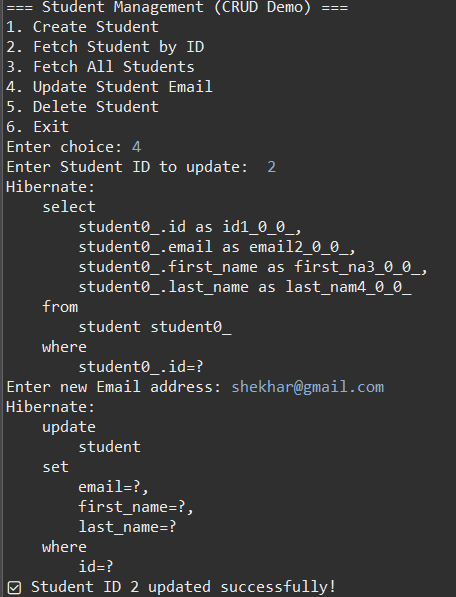 === Student Management (CRUD Demo) ===
1. Create Student
2. Fetch Student by ID
3. Fetch All Students
4. Update Student Email
5. Delete Student
6. Exit
Enter choice: 4
Enter Student ID to update:  2
Hibernate:
    select
        student0_.id as id1_0_0_,
        student0_.email as email2_0_0_,
        student0_.first_name as first_na3_0_0_,
        student0_.last_name as last_nam4_0_0_
    from
        student student0_
    where
        student0_.id=?
Enter new Email address: shekhar@gmail.com
Hibernate:
    update
        student
    set
        email=?,
        first_name=?,
        last_name=?
    where
        id=?
☑ Student ID 2 updated successfully!